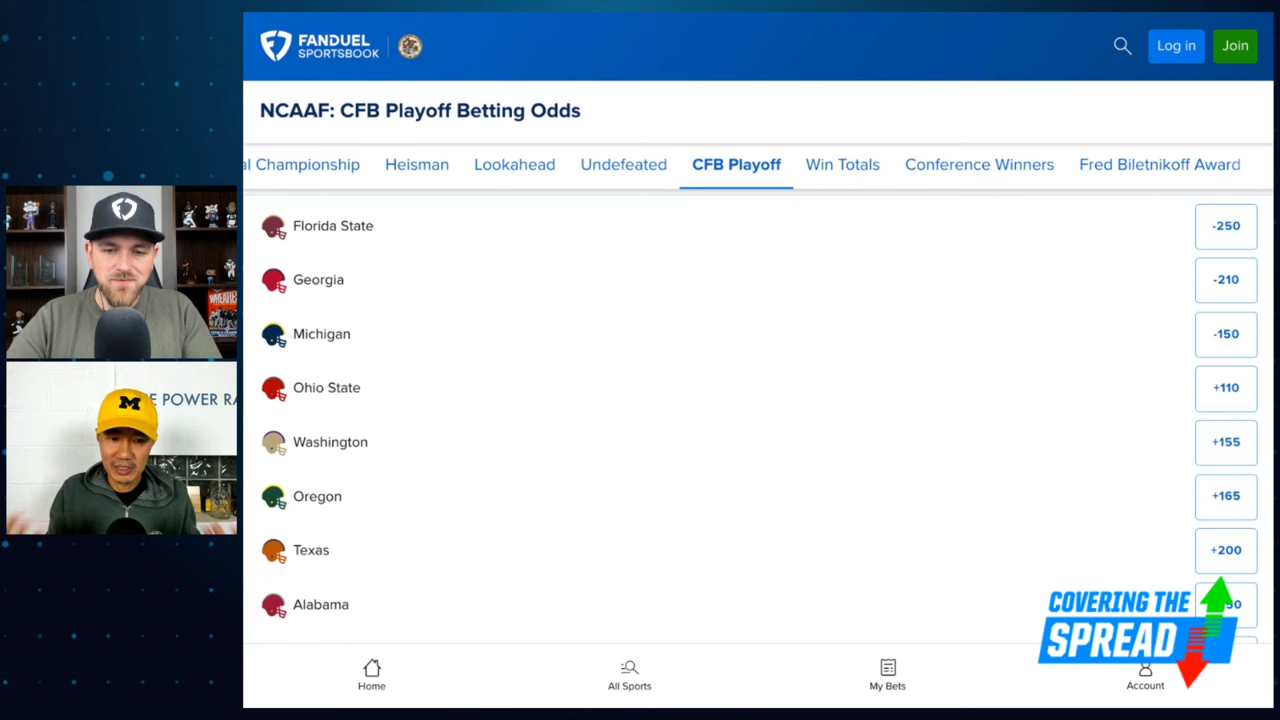 FANDUEL
SPORTSBOOK
Log in
Join
NCAAF: CFB Playoff Betting Odds
al Championship Heisman Lookahead Undefeated CFB Playoff Win Totals Conference Winners Fred Biletnikoff Award
Florida State -250
Georgia -210
Michigan -150
Ohio State +110
Washington +155
Oregon +165
Texas +200
Alabama
COVERING THE
SPREAD
Home
All Sports
My Bets
Account
M
POWER